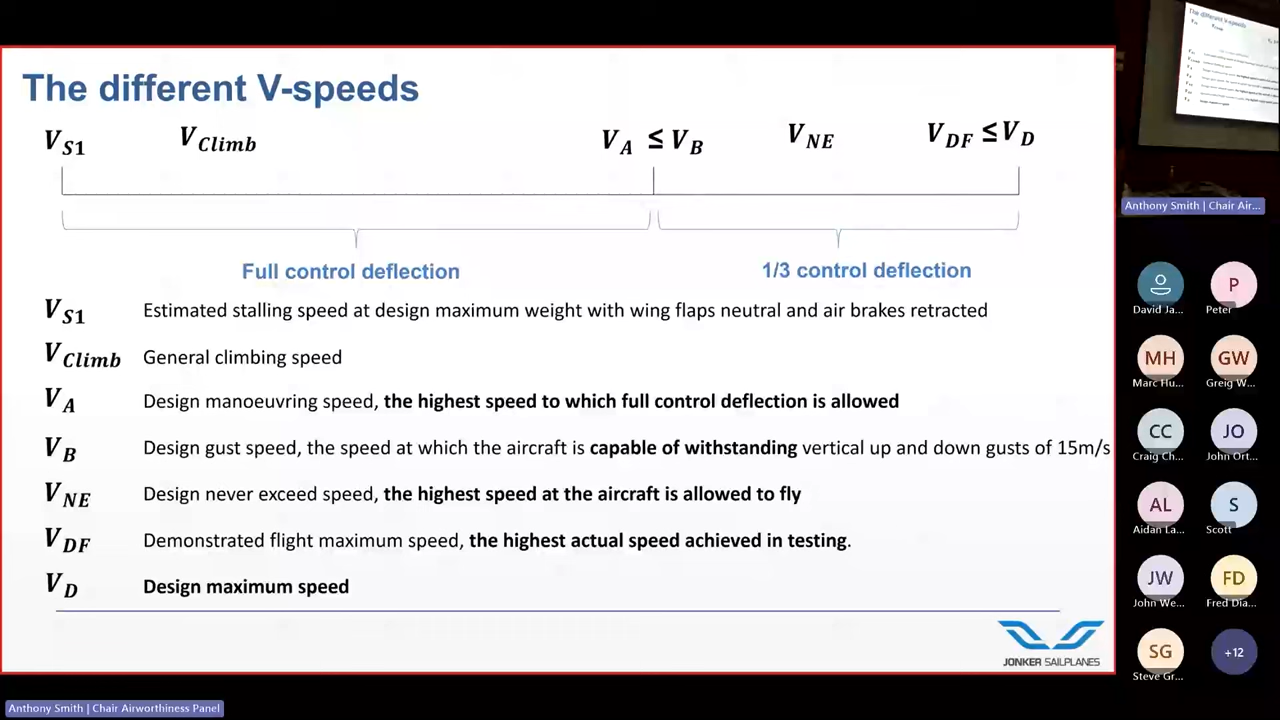 The different V-speeds
V_S1 V_Climb V_A ≤ V_B V_NE V_DF ≤ V_D
Full control deflection 1/3 control deflection
V_S1 Estimated stalling speed at design maximum weight with wing flaps neutral and air brakes retracted
V_Climb General climbing speed
V_A Design manoeuvring speed, the highest speed to which full control deflection is allowed
V_B Design gust speed, the speed at which the aircraft is capable of withstanding vertical up and down gusts of 15m/s
V_NE Design never exceed speed, the highest speed at the aircraft is allowed to fly
V_DF Demonstrated flight maximum speed, the highest actual speed achieved in testing.
V_D Design maximum speed
JONKER SAILPLANES
Anthony Smith | Chair Airworthiness Panel
The different V-speeds
Anthony Smith | Chair Air...
David Ja...
P
Peter
MH
Marc Hu...
GW
Greig W...
CC
Craig Ch...
JO
John Ort...
AL
Aidan La...
S
Scott
JW
John We...
FD
Fred Dia...
SG
Steve Gr...
+12